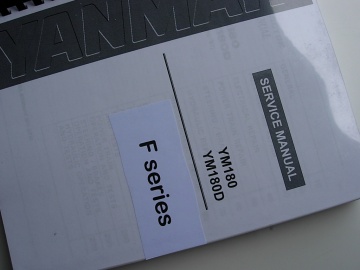 YANMAR
SERVICE MANUAL
YM180
YM180D
F series